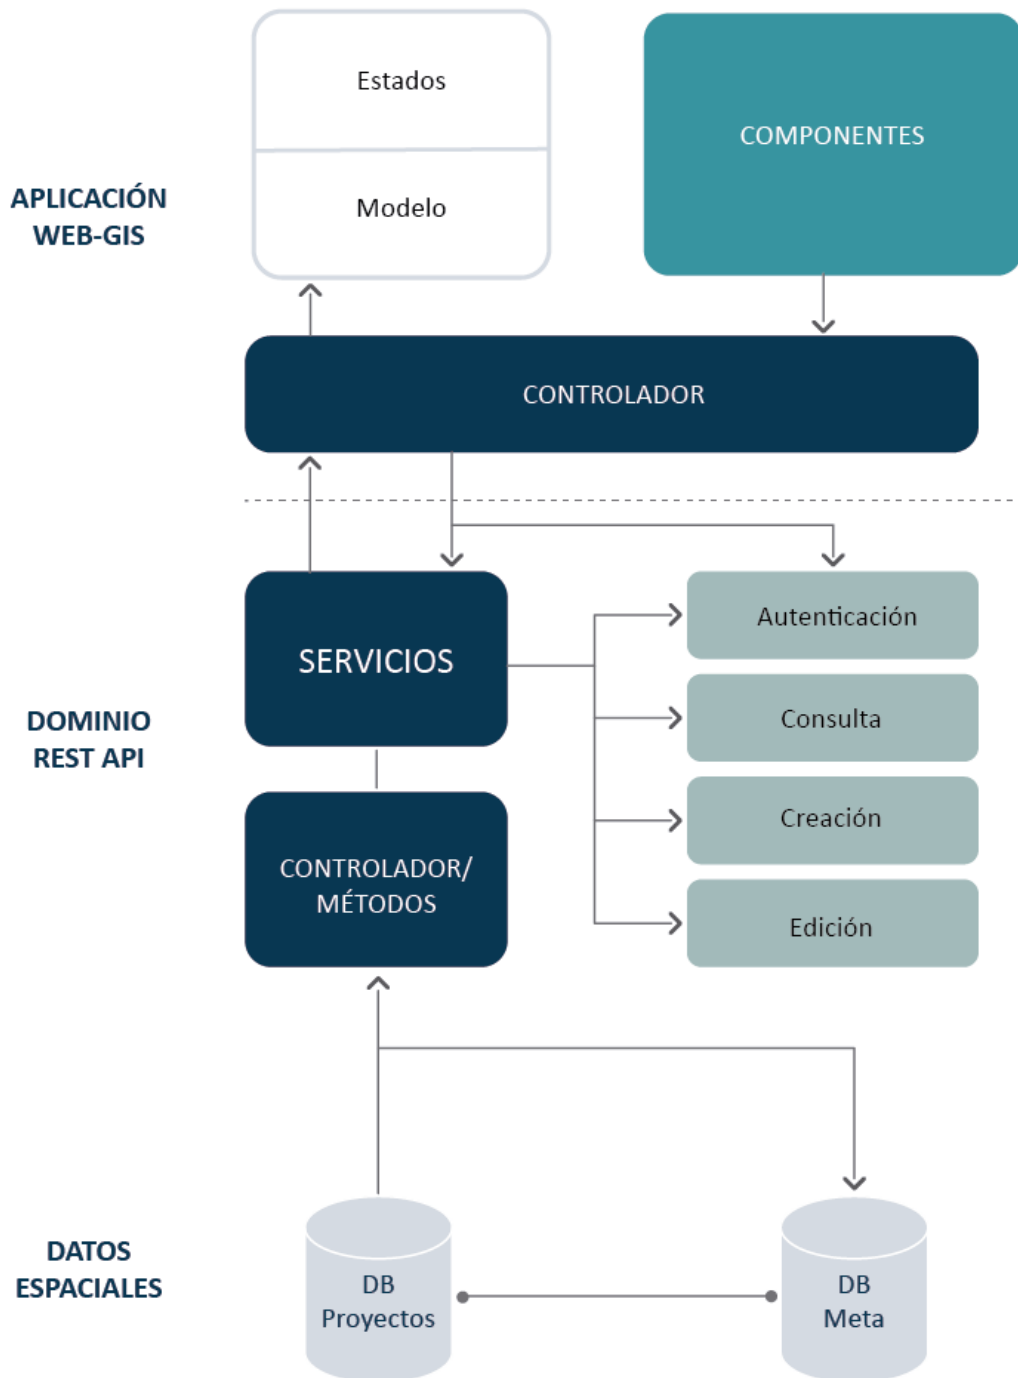 Estados
COMPONENTES
APLICACIÓN
WEB-GIS
Modelo
CONTROLADOR
SERVICIOS
Autenticación
Consulta
DOMINIO
REST API
Creación
CONTROLADOR/
MÉTODOS
Edición
DATOS
ESPACIALES
DB
Proyectos
DB
Meta